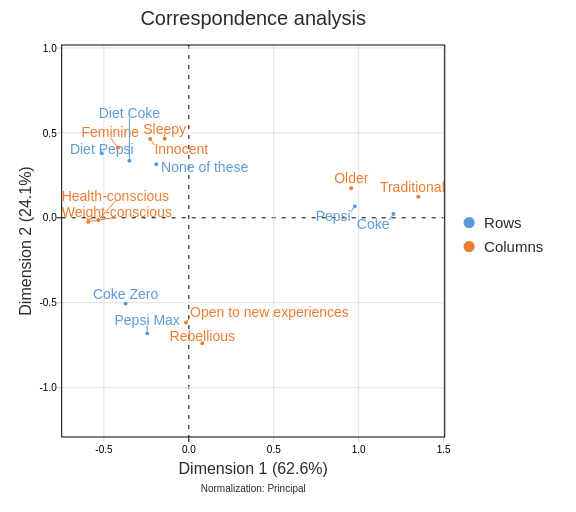 Correspondence analysis
1.0
Diet Coke
Feminine
Sleepy
0.5
Diet Pepsi
Innocent
None of these
Older
Traditional
Health-conscious
Weight-conscious
0.0
Pepsi
Coke
Rows
Columns
Dimension 2 (24.1%)
Coke Zero
-0.5
Open to new experiences
Pepsi Max
Rebellious
-1.0
-0.5
0.0
0.5
1.0
1.5
Dimension 1 (62.6%)
Normalization: Principal